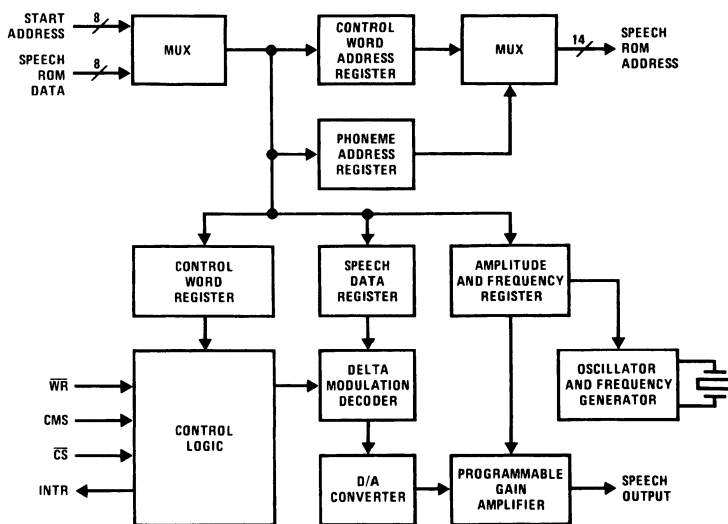 START
ADDRESS
8
SPEECH
ROM
DATA
8
MUX
CONTROL
WORD
ADDRESS
REGISTER
MUX
14
SPEECH
ROM
ADDRESS
PHONEME
ADDRESS
REGISTER
CONTROL
WORD
REGISTER
SPEECH
DATA
REGISTER
AMPLITUDE
AND FREQUENCY
REGISTER
WR
CMS
CS
INTR
CONTROL
LOGIC
DELTA
MODULATION
DECODER
OSCILLATOR
AND FREQUENCY
GENERATOR
D/A
CONVERTER
PROGRAMMABLE
GAIN
AMPLIFIER
SPEECH
OUTPUT